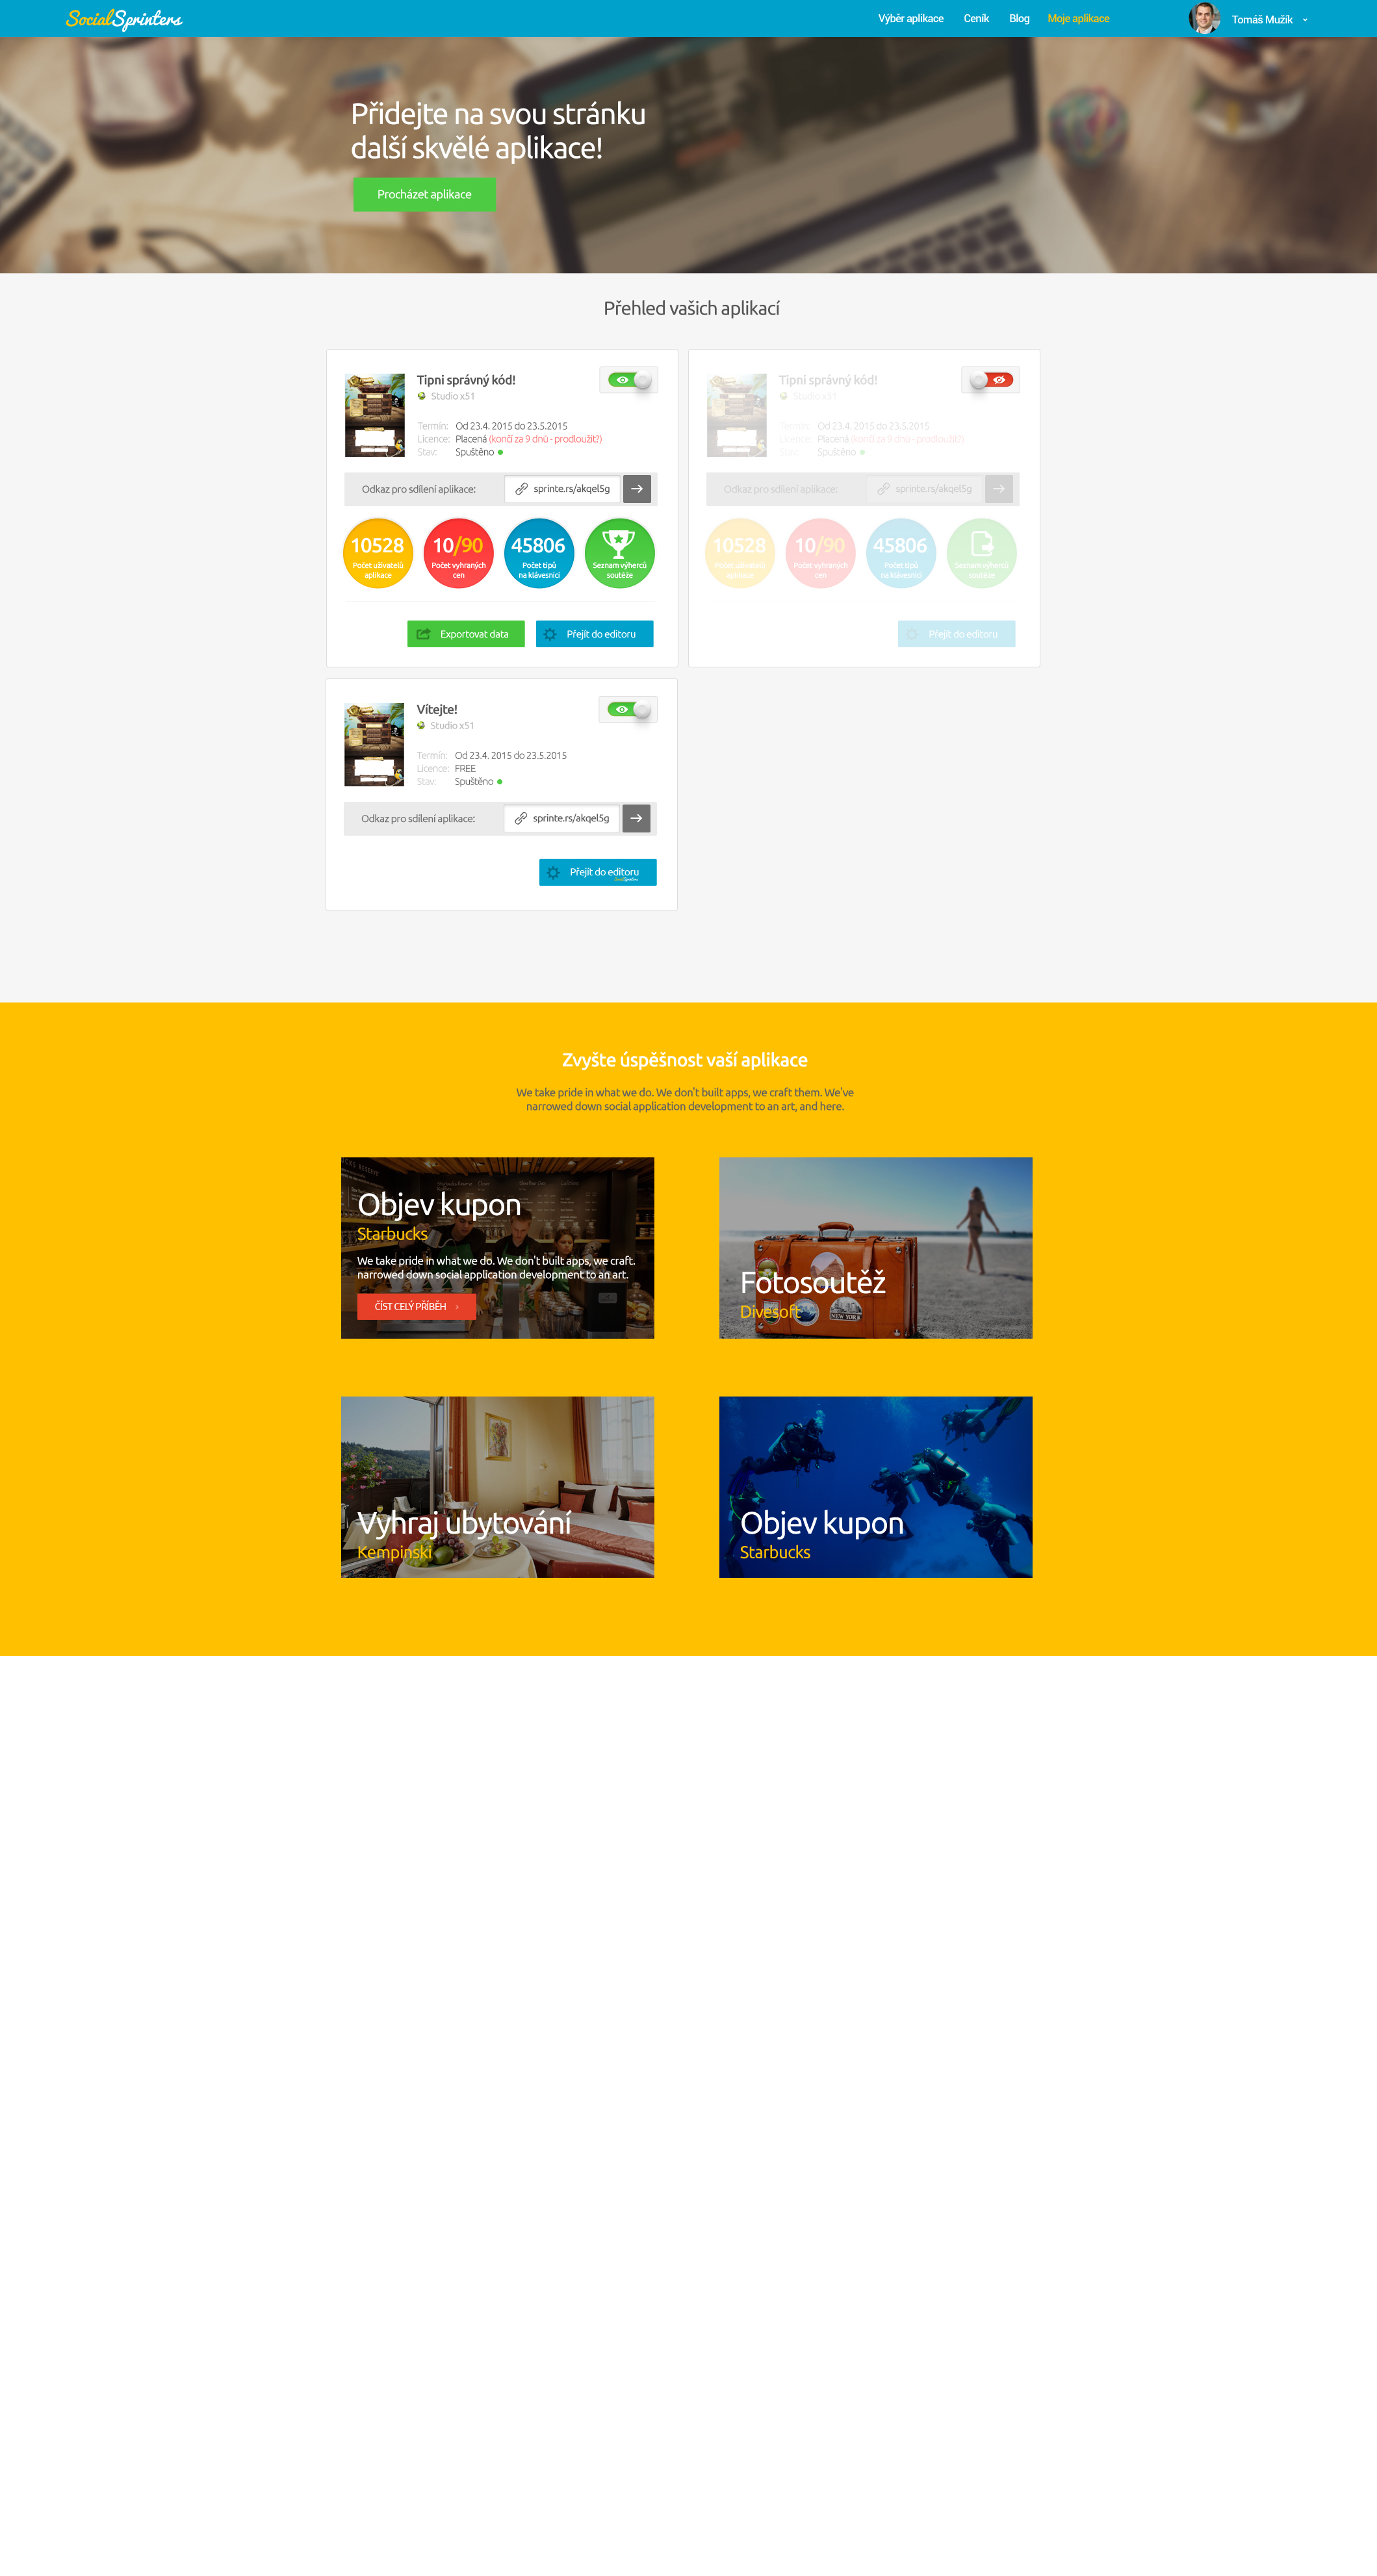 SocialSprinters
Výběr aplikace
Ceník
Blog
Moje aplikace
Tomáš Mužík
Přidejte na svou stránku
další skvělé aplikace!
Procházet aplikace
Přehled vašich aplikací
Tipni správný kód!
Studio x51
Termín: Od 23.4. 2015 do 23.5.2015
Licence: Placená (končí za 9 dnů - prodloužit?)
Stav: Spuštěno
Odkaz pro sdílení aplikace:
sprinte.rs/akqel5g
10528
Počet uživatelů
aplikace
10/90
Počet vyhraných
cen
45806
Počet tipů
na klávesnici
Seznam výherců
soutěže
Exportovat data
Přejít do editoru
Tipni správný kód!
Studio x51
Termín: Od 23.4. 2015 do 23.5.2015
Licence: Placená (končí za 9 dnů - prodloužit?)
Stav: Spuštěno
Odkaz pro sdílení aplikace:
sprinte.rs/akqel5g
10528
Počet uživatelů
aplikace
10/90
Počet vyhraných
cen
45806
Počet tipů
na klávesnici
Seznam výherců
soutěže
Přejít do editoru
Vítejte!
Studio x51
Termín: Od 23.4. 2015 do 23.5.2015
Licence: FREE
Stav: Spuštěno
Odkaz pro sdílení aplikace:
sprinte.rs/akqel5g
Přejít do editoru
SocialSprinters
Zvyšte úspěšnost vaší aplikace
We take pride in what we do. We don't built apps, we craft them. We've
narrowed down social application development to an art, and here.
Objev kupon
Starbucks
We take pride in what we do. We don't built apps, we craft.
narrowed down social application development to an art.
ČÍST CELÝ PŘÍBĚH
Fotosoutěž
Divesoft
NEW YORK
Vyhraj ubytování
Kempinski
Objev kupon
Starbucks